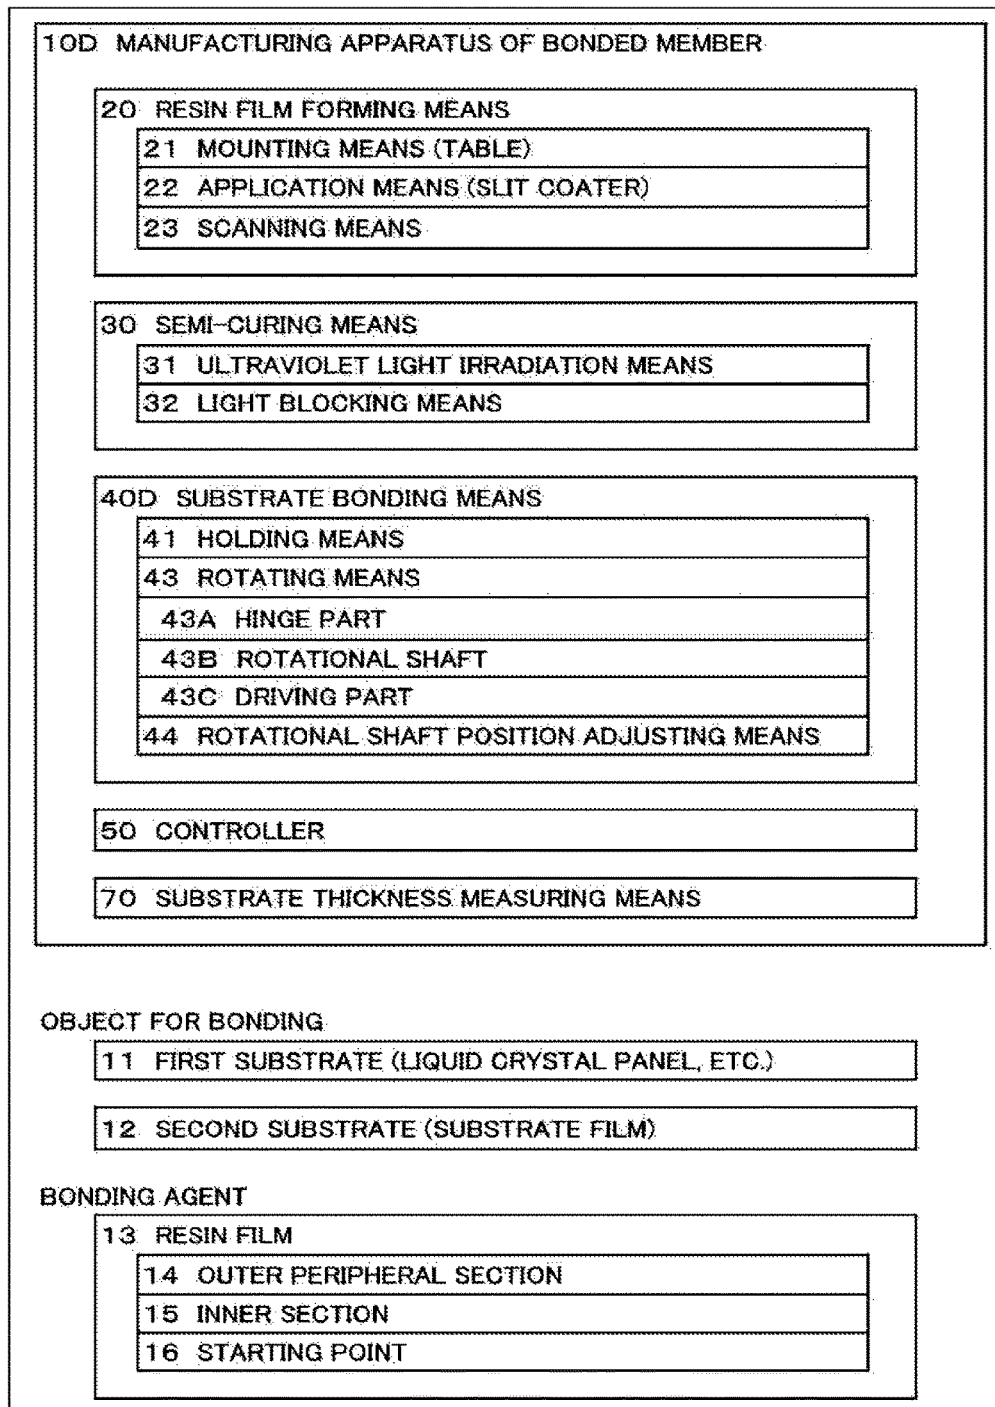 10D MANUFACTURING APPARATUS OF BONDED MEMBER
20 RESIN FILM FORMING MEANS
21 MOUNTING MEANS (TABLE)
22 APPLICATION MEANS (SLIT COATER)
23 SCANNING MEANS
30 SEMI-CURING MEANS
31 ULTRAVIOLET LIGHT IRRADIATION MEANS
32 LIGHT BLOCKING MEANS
40D SUBSTRATE BONDING MEANS
41 HOLDING MEANS
43 ROTATING MEANS
43A HINGE PART
43B ROTATIONAL SHAFT
43C DRIVING PART
44 ROTATIONAL SHAFT POSITION ADJUSTING MEANS
50 CONTROLLER
70 SUBSTRATE THICKNESS MEASURING MEANS
OBJECT FOR BONDING
11 FIRST SUBSTRATE (LIQUID CRYSTAL PANEL, ETC.)
12 SECOND SUBSTRATE (SUBSTRATE FILM)
BONDING AGENT
13 RESIN FILM
14 OUTER PERIPHERAL SECTION
15 INNER SECTION
16 STARTING POINT